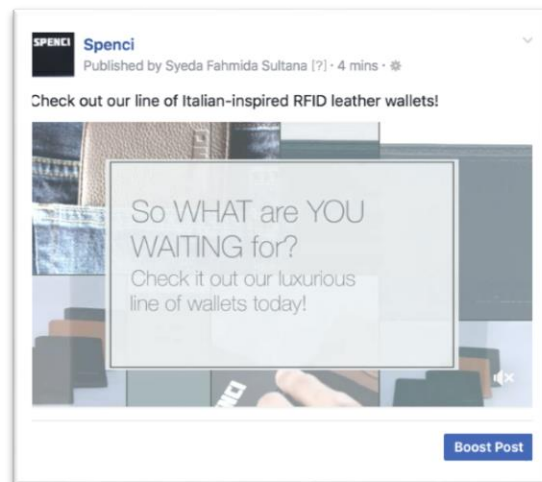 SPENCI
Spenci
Published by Syeda Fahmida Sultana [?] · 4 mins ·
Check out our line of Italian-inspired RFID leather wallets!
So WHAT are YOU
WAITING for?
Check it out our luxurious
line of wallets today!
Boost Post